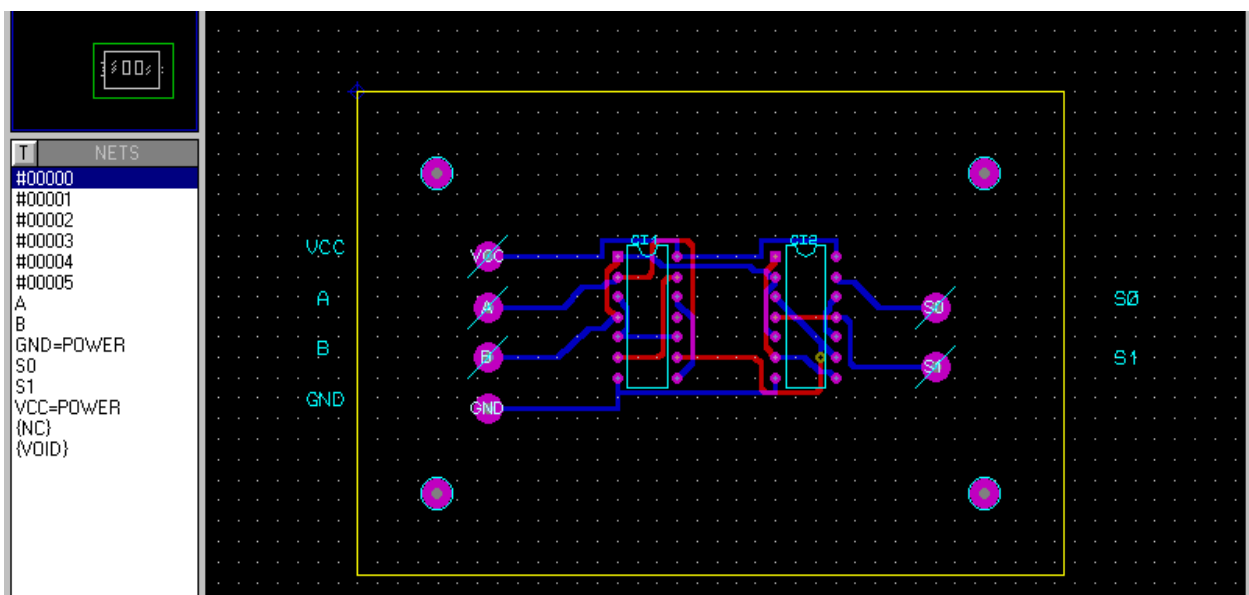 T NETS
#00000
#00001
#00002
#00003
#00004
#00005
A
B
GND=POWER
S0
S1
VCC=POWER
{NC}
{VOID}
CI1 CI2
VCC VCC
A A S0 SØ
B B S1 S1
GND GND